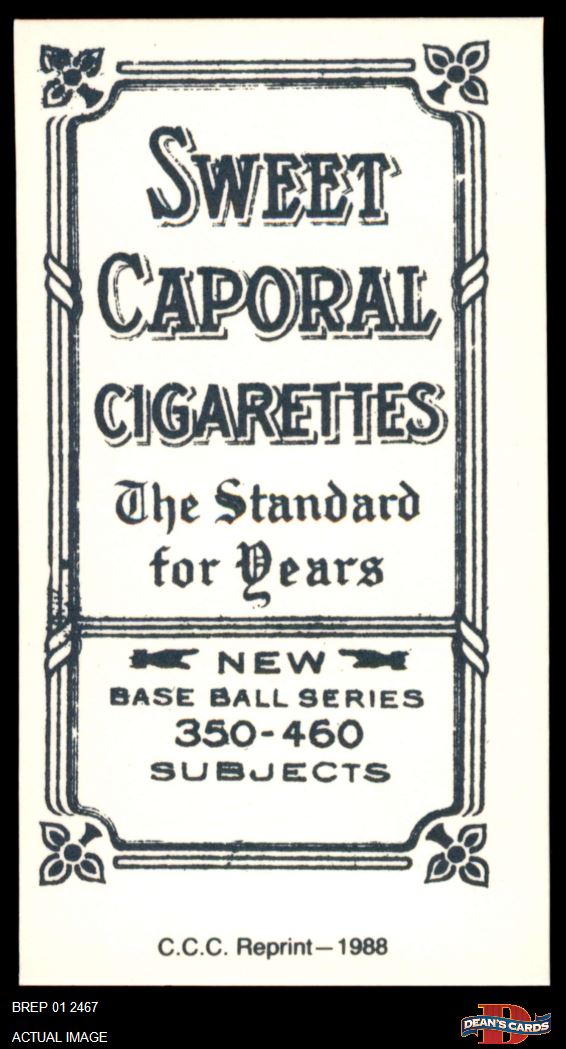 SWEET
CAPORAL
CIGARETTES
The Standard
for Years
NEW
BASE BALL SERIES
350-460
SUBJECTS
C.C.C. Reprint—1988
BREP 01 2467
ACTUAL IMAGE
D
DEAN'S CARDS